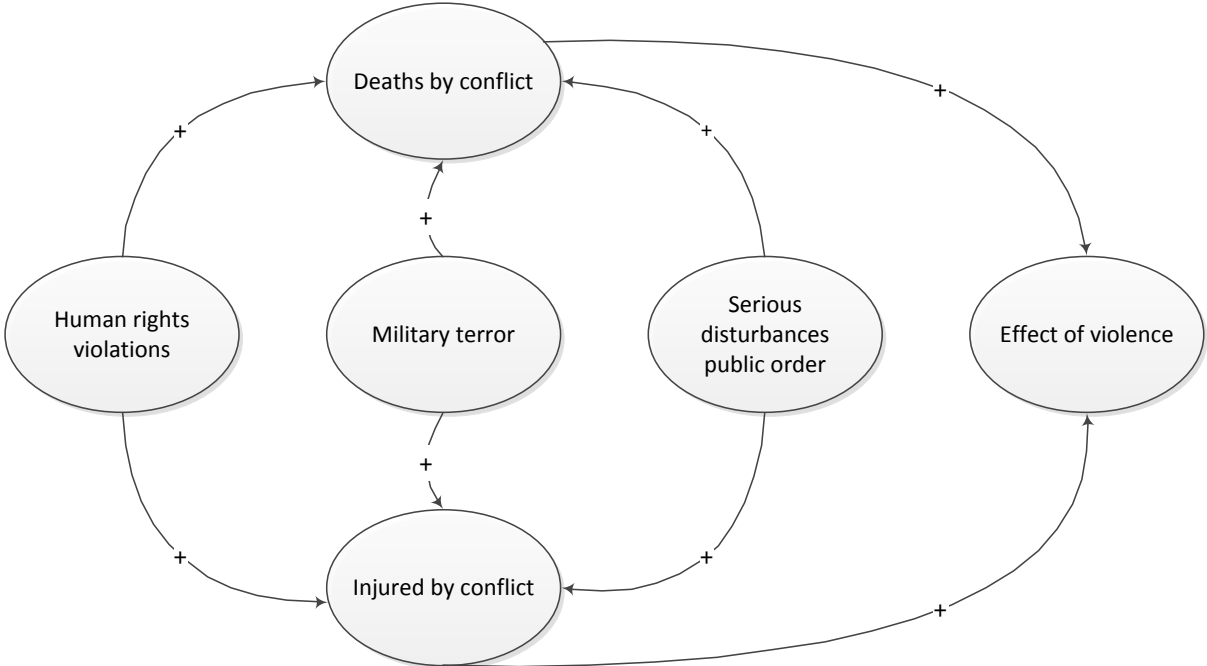 Deaths by conflict
+
+
+
+
Human rights
violations
Military terror
Serious
disturbances
public order
Effect of violence
+
+
+
Injured by conflict
+